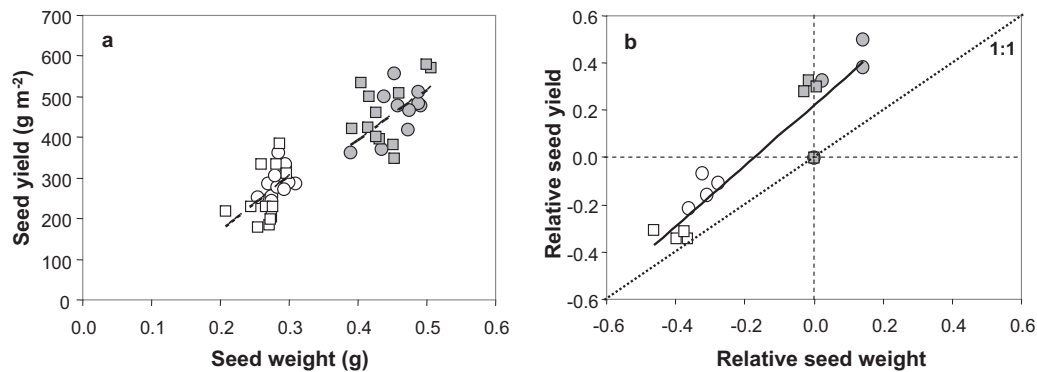 a
700
600
500
400
300
200
100
0
Seed yield (g m-2)
0.0 0.1 0.2 0.3 0.4 0.5 0.6
Seed weight (g)
b
1:1
0.6
0.4
0.2
0.0
-0.2
-0.4
-0.6
Relative seed yield
-0.6 -0.4 -0.2 0.0 0.2 0.4 0.6
Relative seed weight